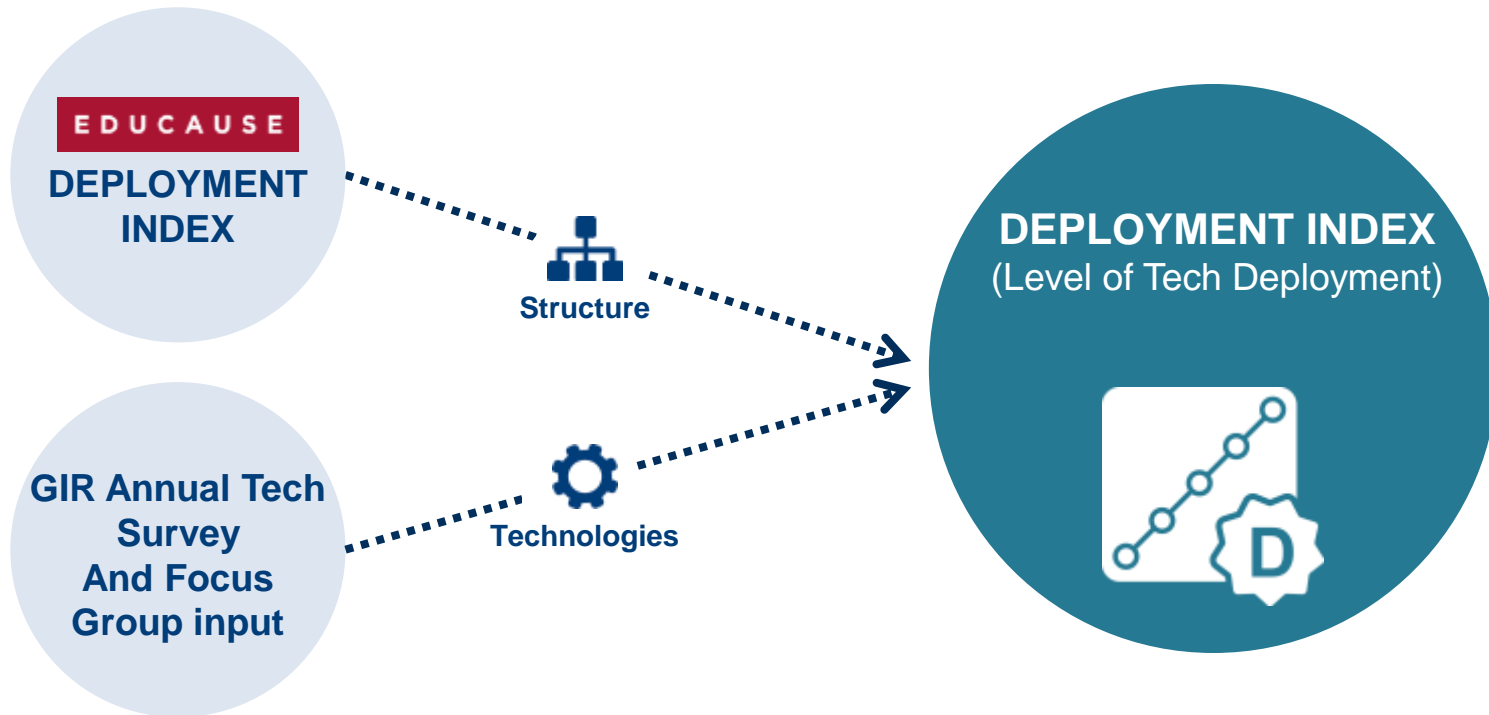 EDUCAUSE
DEPLOYMENT
INDEX
Structure
GIR Annual Tech
Survey
And Focus
Group input
Technologies
DEPLOYMENT INDEX
(Level of Tech Deployment)
D